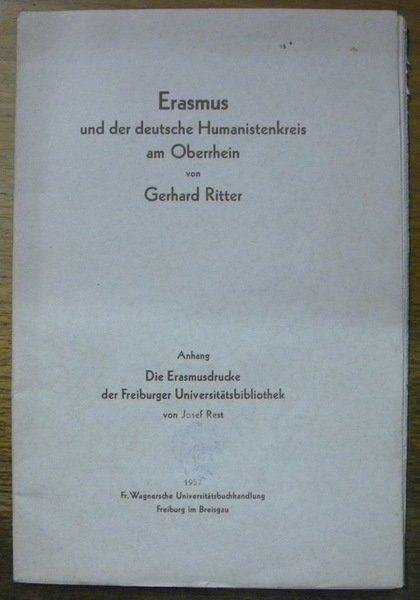 Erasmus
und der deutsche Humanistenkreis
am Oberrhein
von
Gerhard Ritter
Anhang
Die Erasmusdrucke
der Freiburger Universitätsbibliothek
von Josef Rest
1937
Fr. Wagnersche Universitätsbuchhandlung
Freiburg im Breisgau